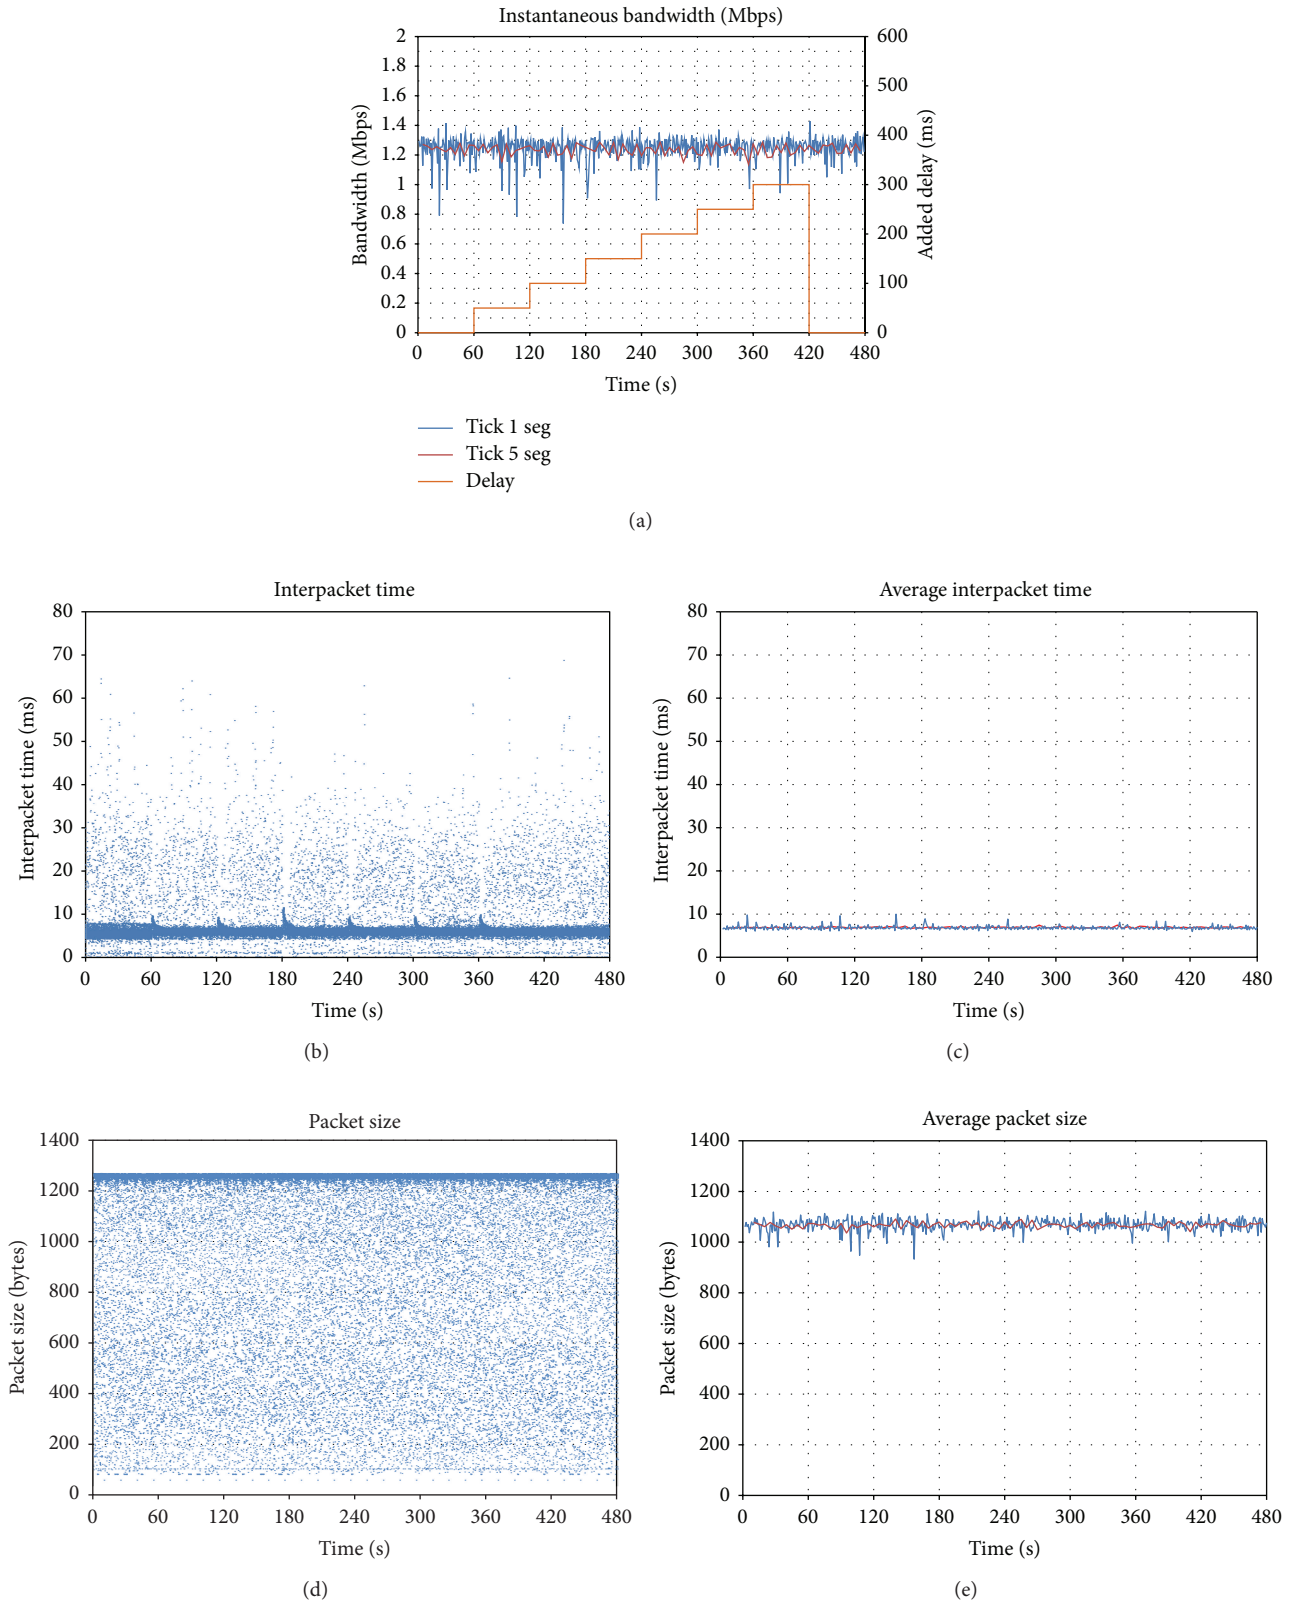 Instantaneous bandwidth (Mbps)
2
1.8
1.6
1.4
1.2
1
0.8
0.6
0.4
0.2
0
Bandwidth (Mbps)
600
500
400
300
200
100
0
Added delay (ms)
0 60 120 180 240 300 360 420 480
Time (s)
Tick 1 seg
Tick 5 seg
Delay
(a)
Interpacket time
80
70
60
50
40
30
20
10
0
Interpacket time (ms)
0 60 120 180 240 300 360 420 480
Time (s)
(b)
Average interpacket time
80
70
60
50
40
30
20
10
0
Interpacket time (ms)
0 60 120 180 240 300 360 420 480
Time (s)
(c)
Packet size
1400
1200
1000
800
600
400
200
0
Packet size (bytes)
0 60 120 180 240 300 360 420 480
Time (s)
(d)
Average packet size
1400
1200
1000
800
600
400
200
0
Packet size (bytes)
0 60 120 180 240 300 360 420 480
Time (s)
(e)